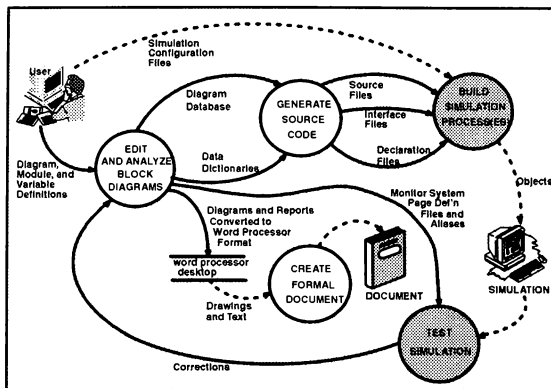 Simulation
Configuration
Files
User
Diagram
Database
GENERATE
SOURCE
CODE
Source
Files
Interface
Files
Declaration
Files
BUILD
SIMULATION
PROCESS(ES)
EDIT
AND ANALYZE
BLOCK
DIAGRAMS
Data
Dictionaries
Diagram,
Module, and
Variable
Definitions
Monitor System
Page Def'n
Files and
Aliases
Objects
Diagrams and Reports
Converted to
Word Processor
Format
word processor
desktop
CREATE
FORMAL
DOCUMENT
DOCUMENT
SIMULATION
Drawings
and Text
TEST
SIMULATION
Corrections